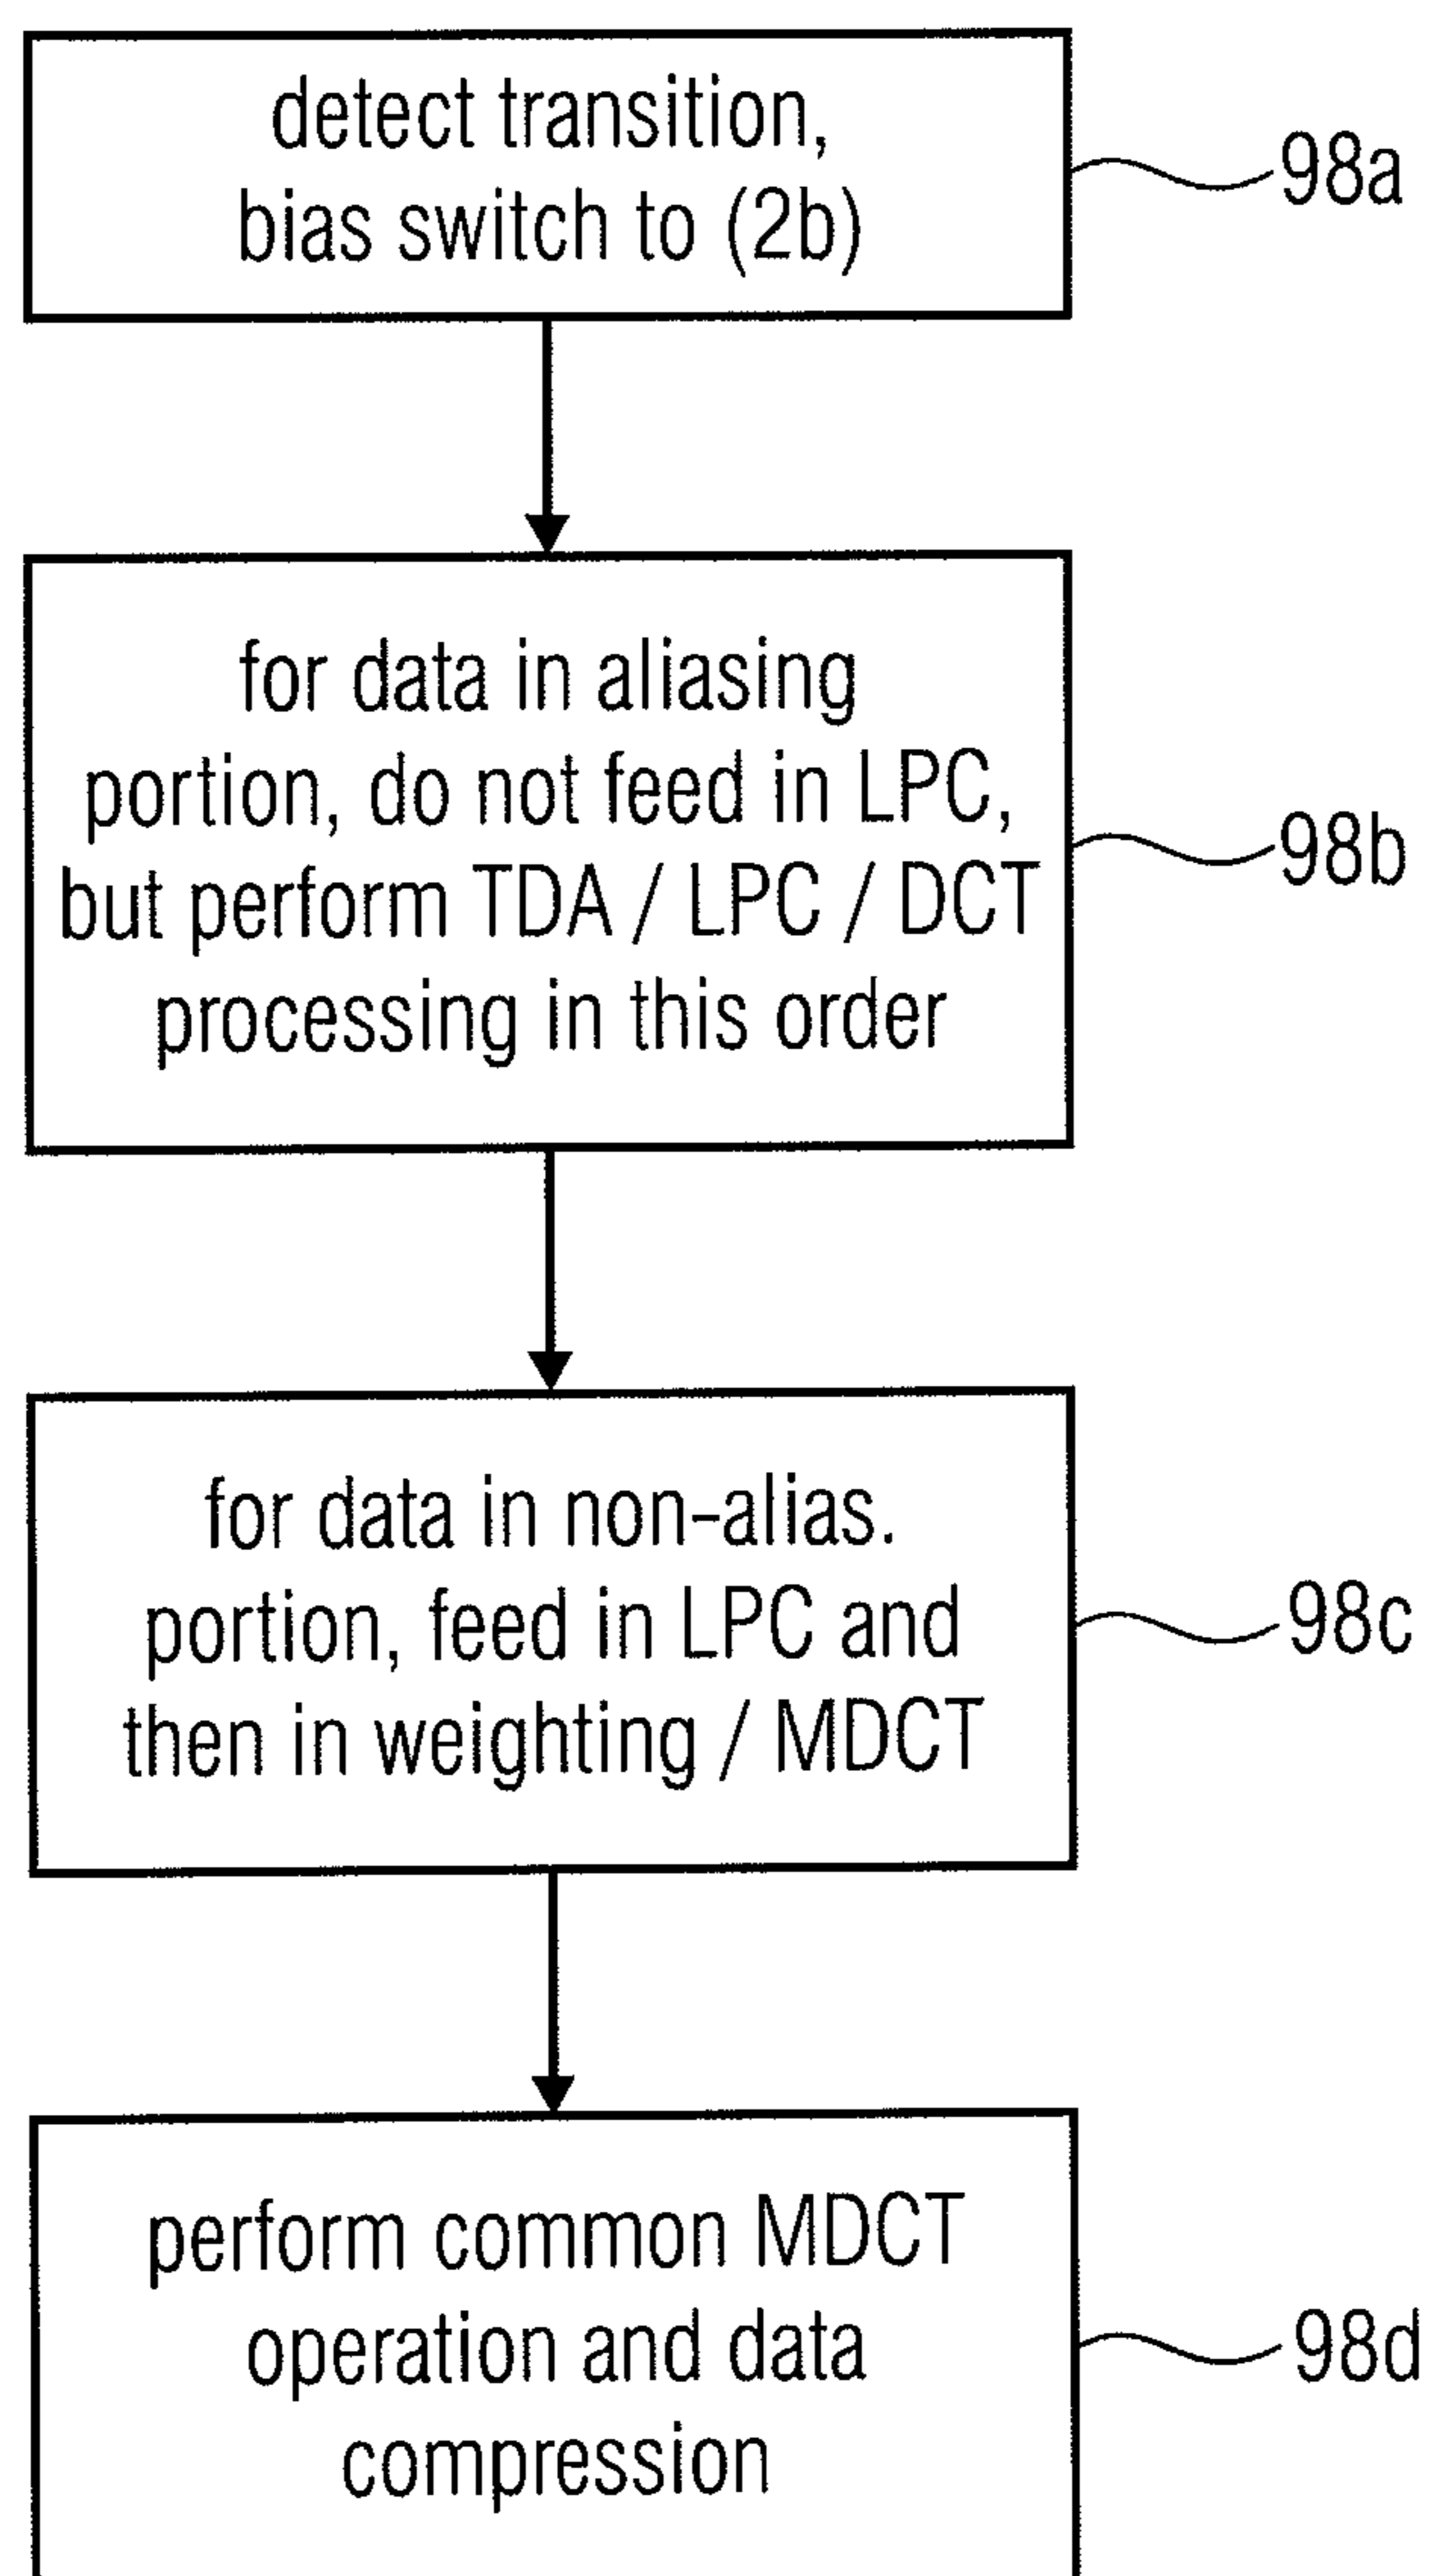 detect transition,
bias switch to (2b)
98a
for data in aliasing
portion, do not feed in LPC,
but perform TDA / LPC / DCT
processing in this order
98b
for data in non-alias.
portion, feed in LPC and
then in weighting / MDCT
98c
perform common MDCT
operation and data
compression
98d